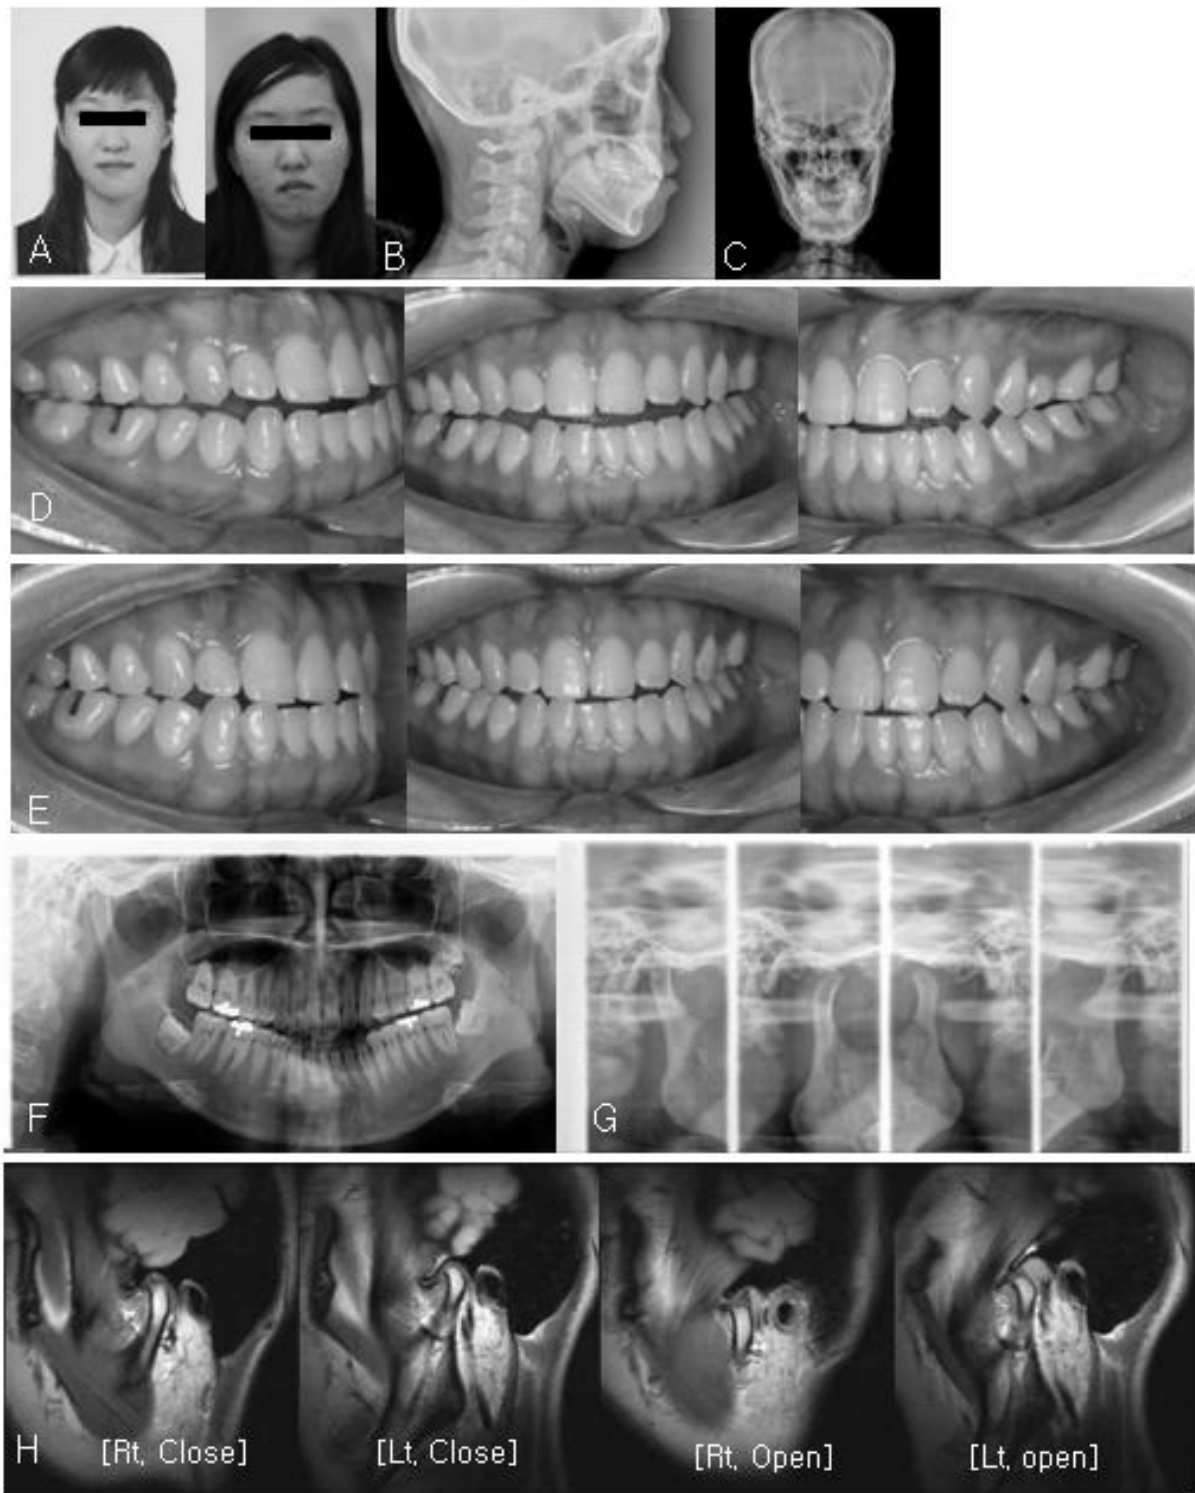 A
B
C
D
E
F
G
H
[Rt, Close]
[Lt, Close]
[Rt, Open]
[Lt, open]